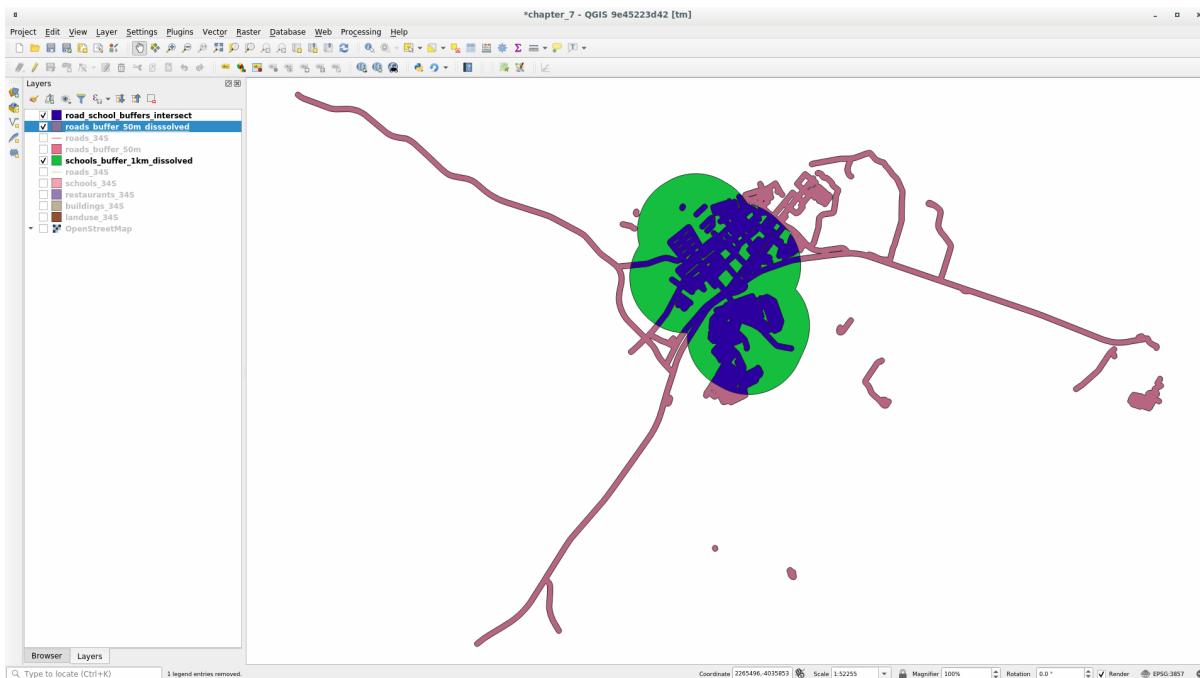 *chapter_7 - QGIS 9e45223d42 [tm]
Project Edit View Layer Settings Plugins Vector Raster Database Web Processing Help
Layers
road_school_buffers_intersect
roads_buffer_50m_disssolved
roads_34S
roads_buffer_50m
schools_buffer_1km_dissolved
roads_34S
schools_34S
restaurants_34S
buildings_34S
landuse_34S
OpenStreetMap
Browser Layers
Type to locate (Ctrl+K) 1 legend entries removed. Coordinate 2265496,-4035853 Scale 1:52255 Magnifier 100% Rotation 0.0 ° Render EPSG:3857